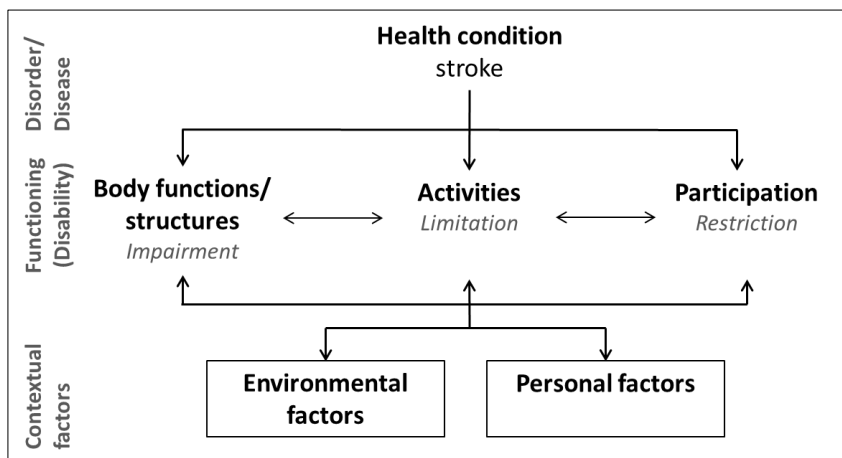 Disorder/
Disease
Health condition
stroke
Functioning
(Disability)
Body functions/
structures
Impairment
Activities
Limitation
Participation
Restriction
Contextual
factors
Environmental
factors
Personal factors